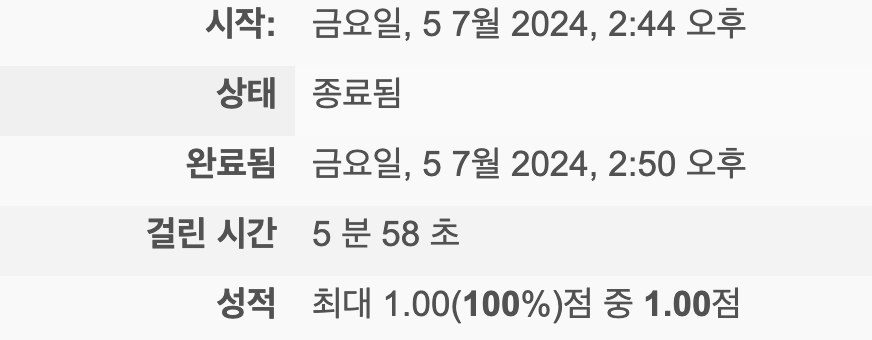 시작: 금요일, 5 7월 2024, 2:44 오후
상태 종료됨
완료됨 금요일, 5 7월 2024, 2:50 오후
걸린 시간 5 분 58 초
성적 최대 1.00(100%)점 중 1.00점